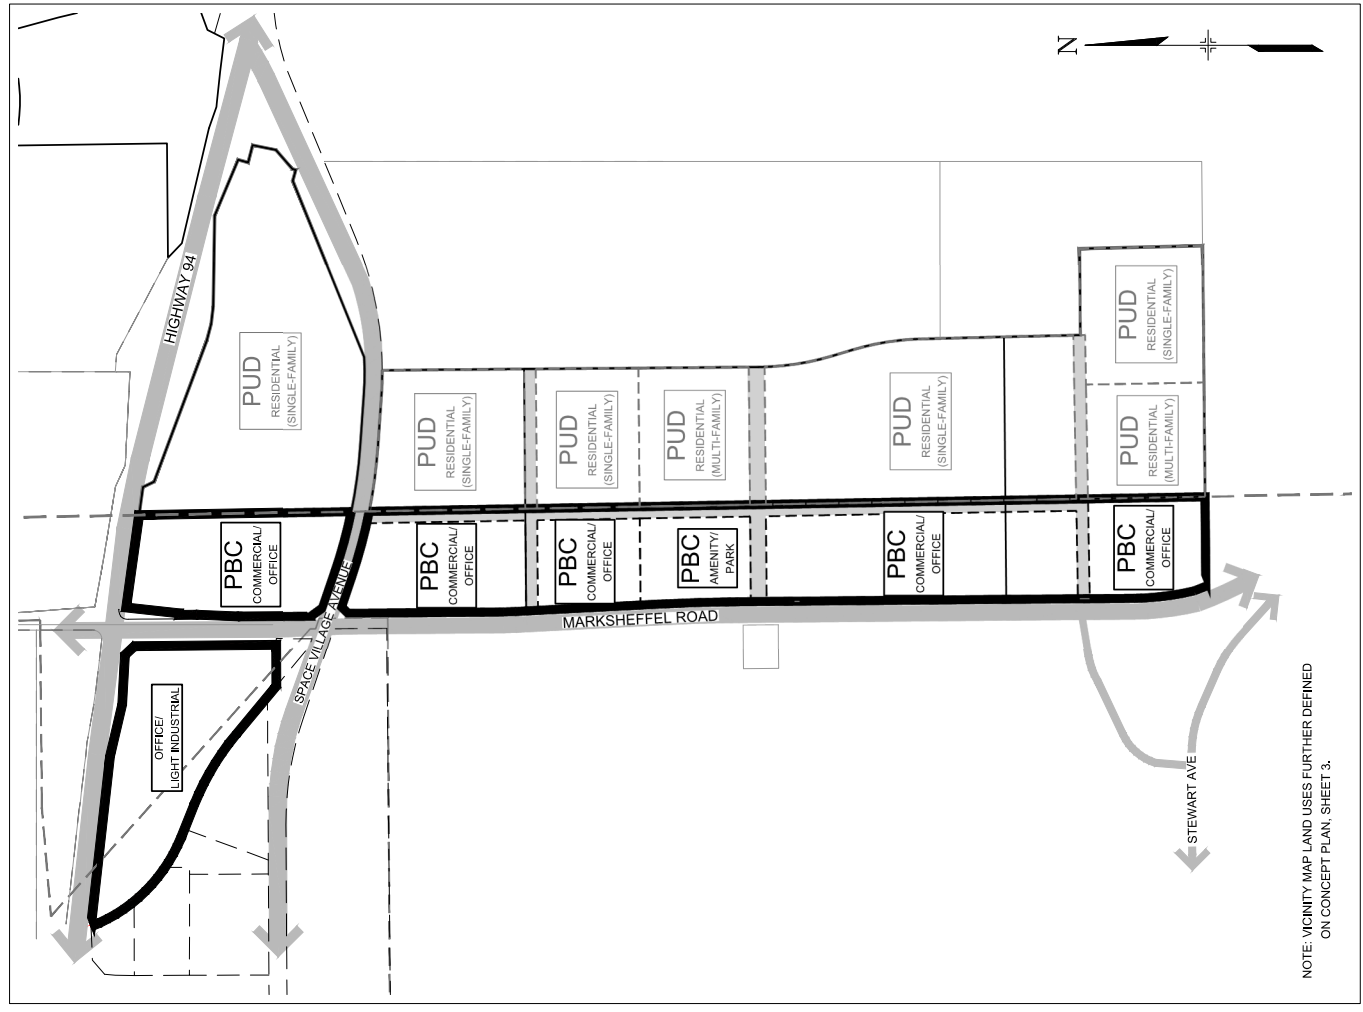 N
HIGHWAY 94
PUD
RESIDENTIAL
(SINGLE-FAMILY)
PUD
RESIDENTIAL
(SINGLE-FAMILY)
PUD
RESIDENTIAL
(SINGLE-FAMILY)
PUD
RESIDENTIAL
(MULTI-FAMILY)
PUD
RESIDENTIAL
(SINGLE-FAMILY)
PUD
RESIDENTIAL
(SINGLE-FAMILY)
PUD
RESIDENTIAL
(MULTI-FAMILY)
PBC
COMMERCIAL/
OFFICE
PBC
COMMERCIAL/
OFFICE
PBC
COMMERCIAL/
OFFICE
PBC
AMENITY/
PARK
PBC
COMMERCIAL/
OFFICE
PBC
COMMERCIAL/
OFFICE
MARKSHEFFEL ROAD
SPACE VILLAGE AVENUE
OFFICE/
LIGHT INDUSTRIAL
STEWART AVE
NOTE: VICINITY MAP LAND USES FURTHER DEFINED
ON CONCEPT PLAN, SHEET 3.